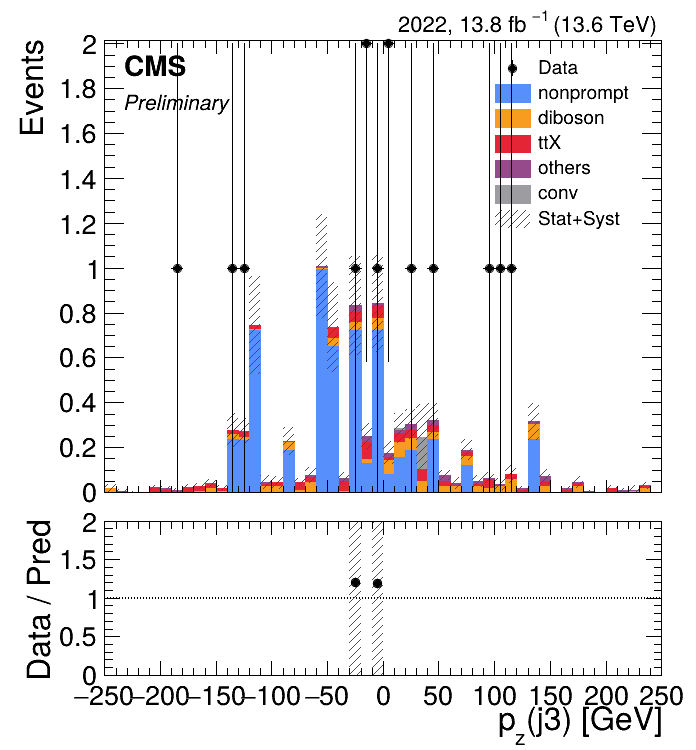 2022, 13.8 fb⁻¹ (13.6 TeV)
CMS
Preliminary
Events
2
1.8
1.6
1.4
1.2
1
0.8
0.6
0.4
0.2
0
Data
nonprompt
diboson
ttX
others
conv
Stat+Syst
Data / Pred
2
1.5
1
0.5
0
−250 −200 −150 −100 −50 0 50 100 150 200 250
p_z(j3) [GeV]